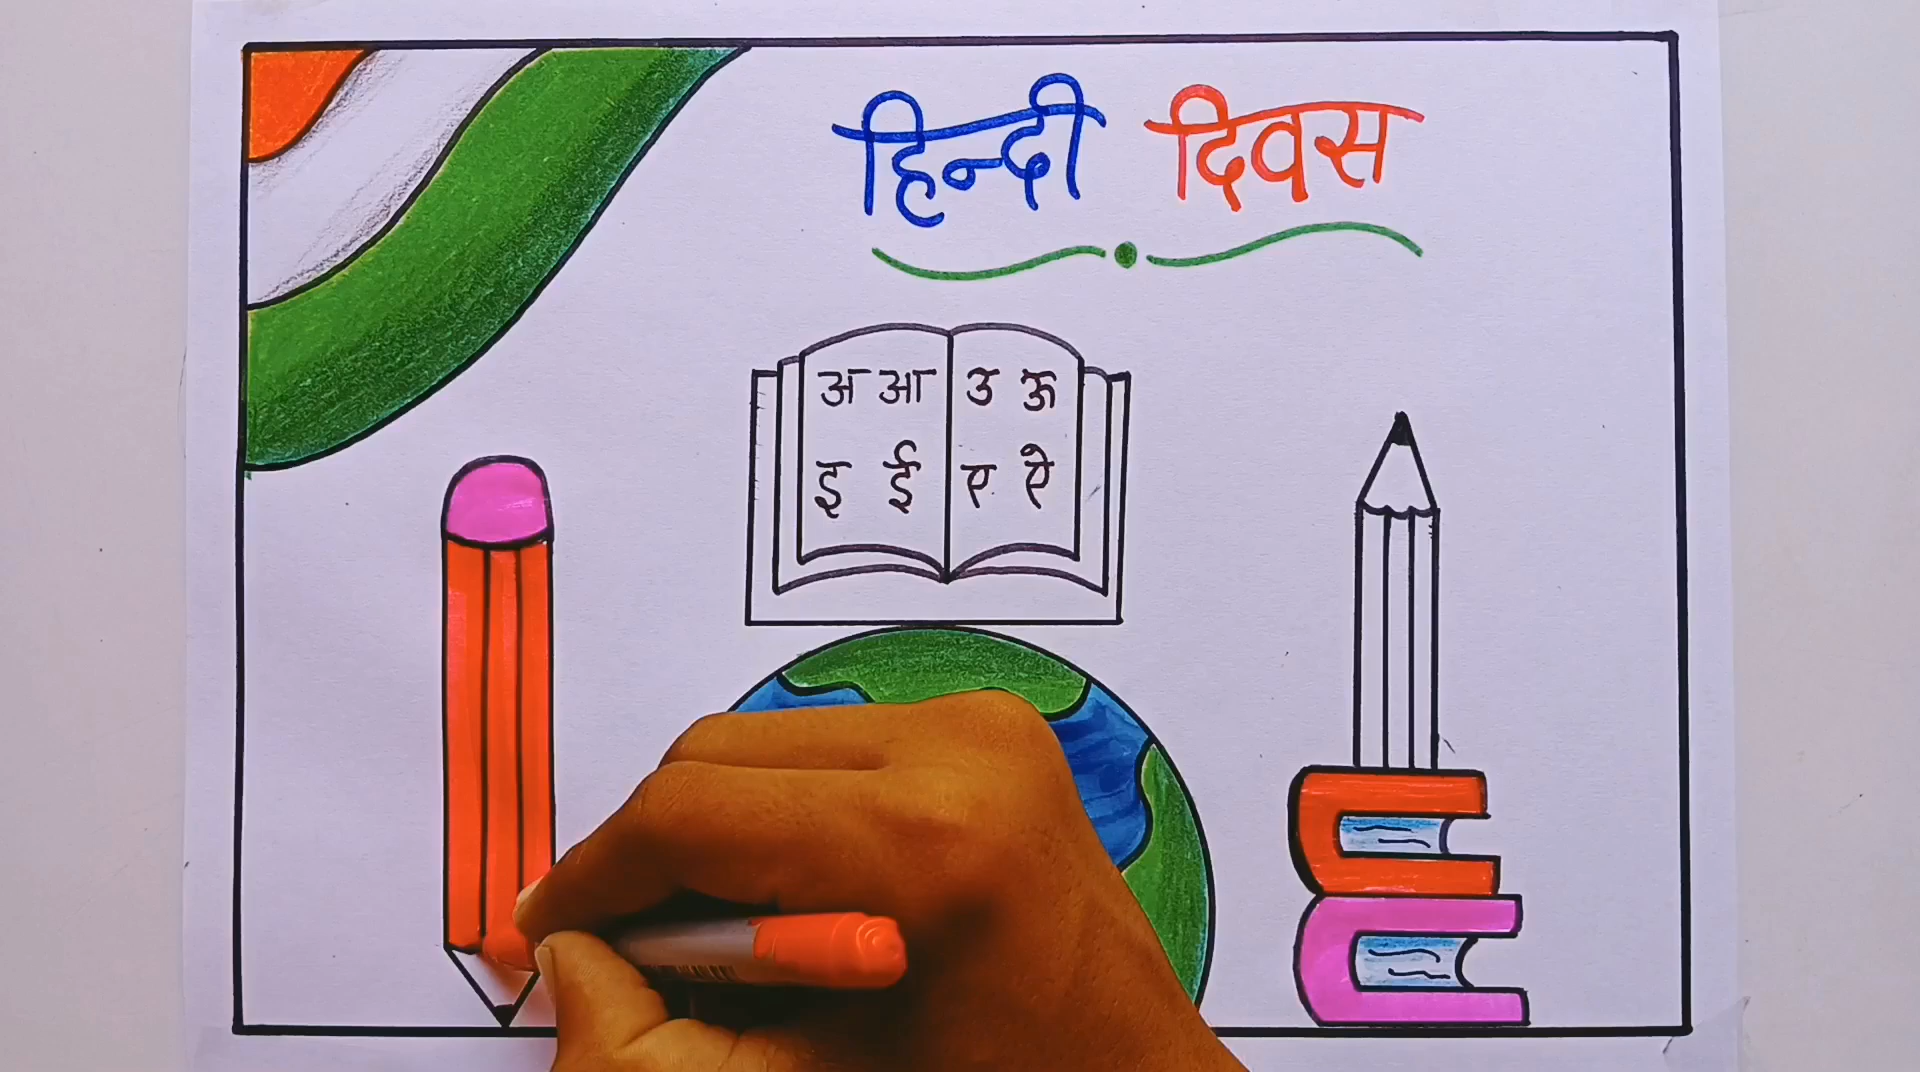 हिन्दी दिवस
अ आ उ ऊ
इ ई ए ऐ